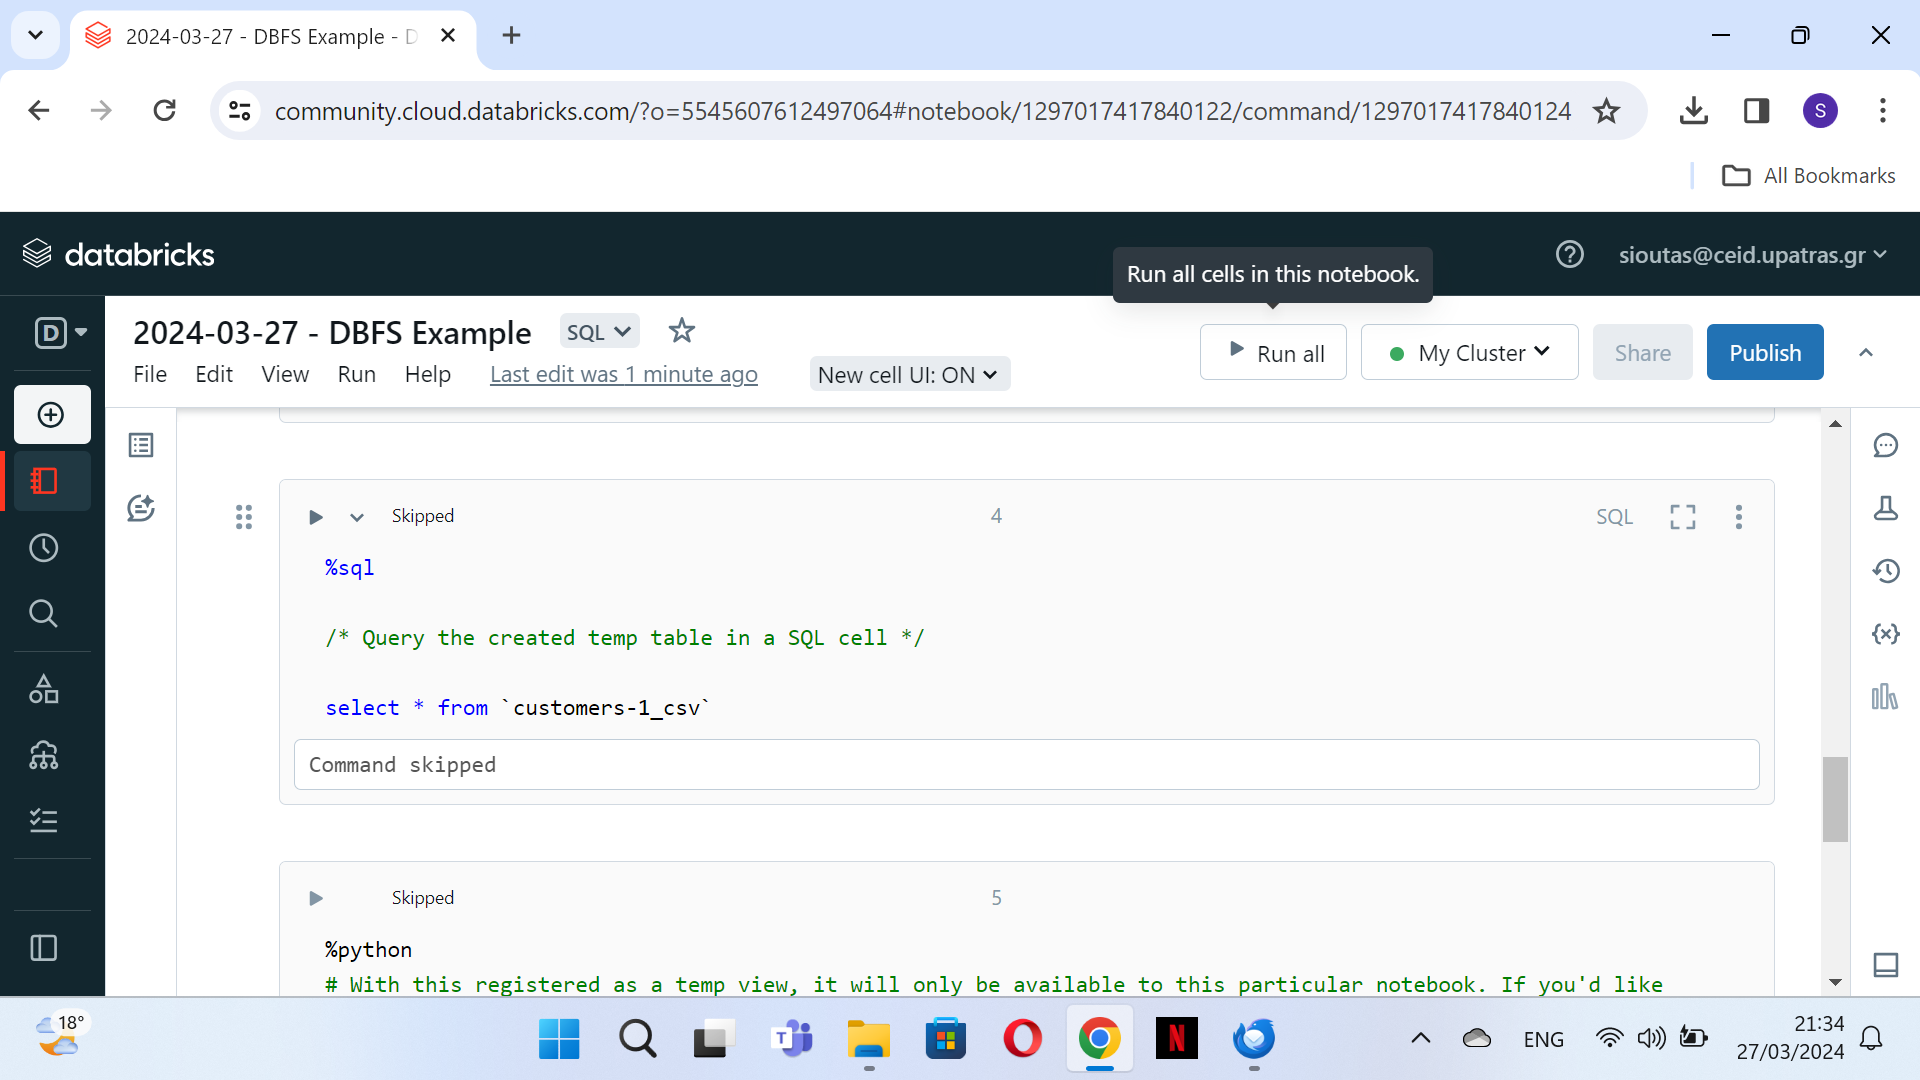 2024-03-27 - DBFS Example - D
community.cloud.databricks.com/?o=5545607612497064#notebook/1297017417840122/command/1297017417840124
S
All Bookmarks
databricks
Run all cells in this notebook.
sioutas@ceid.upatras.gr
D
2024-03-27 - DBFS Example
SQL
Run all
My Cluster
Share
Publish
File Edit View Run Help
Last edit was 1 minute ago
New cell UI: ON
Skipped
4
SQL
%sql
/* Query the created temp table in a SQL cell */
select * from `customers-1_csv`
Command skipped
Skipped
5
%python
# With this registered as a temp view, it will only be available to this particular notebook. If you'd like
18°
T
N
ENG
21:34
27/03/2024